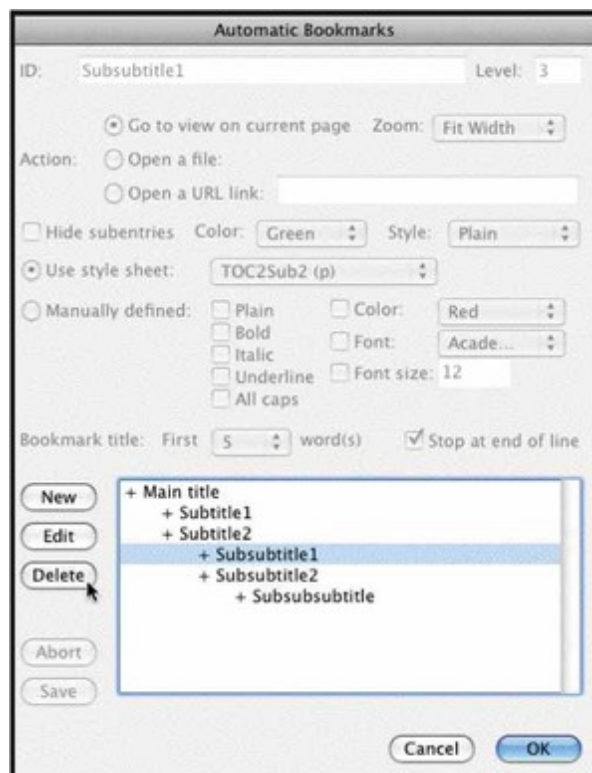 Automatic Bookmarks
ID: Subsubtitle1 Level: 3
Go to view on current page Zoom: Fit Width
Action: Open a file:
Open a URL link:
Hide subentries Color: Green Style: Plain
Use style sheet: TOC2Sub2 (p)
Manually defined: Plain Color: Red
Bold
Italic Font: Acade...
Underline Font size: 12
All caps
Bookmark title: First 5 word(s) Stop at end of line
New
Edit
Delete
Abort
Save
+ Main title
+ Subtitle1
+ Subtitle2
+ Subsubtitle1
+ Subsubtitle2
+ Subsubsubtitle
Cancel OK